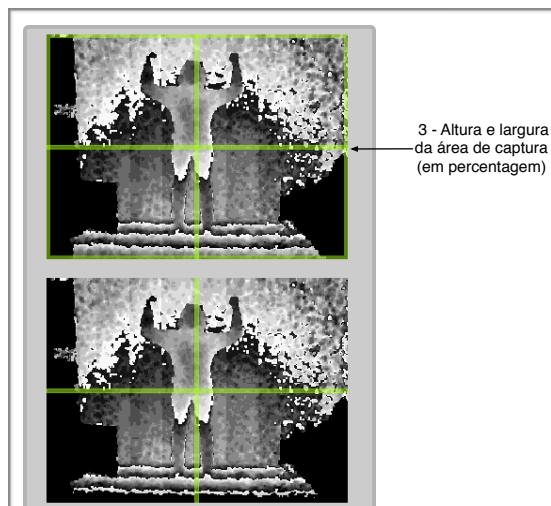 3 - Altura e largura
da área de captura
(em percentagem)